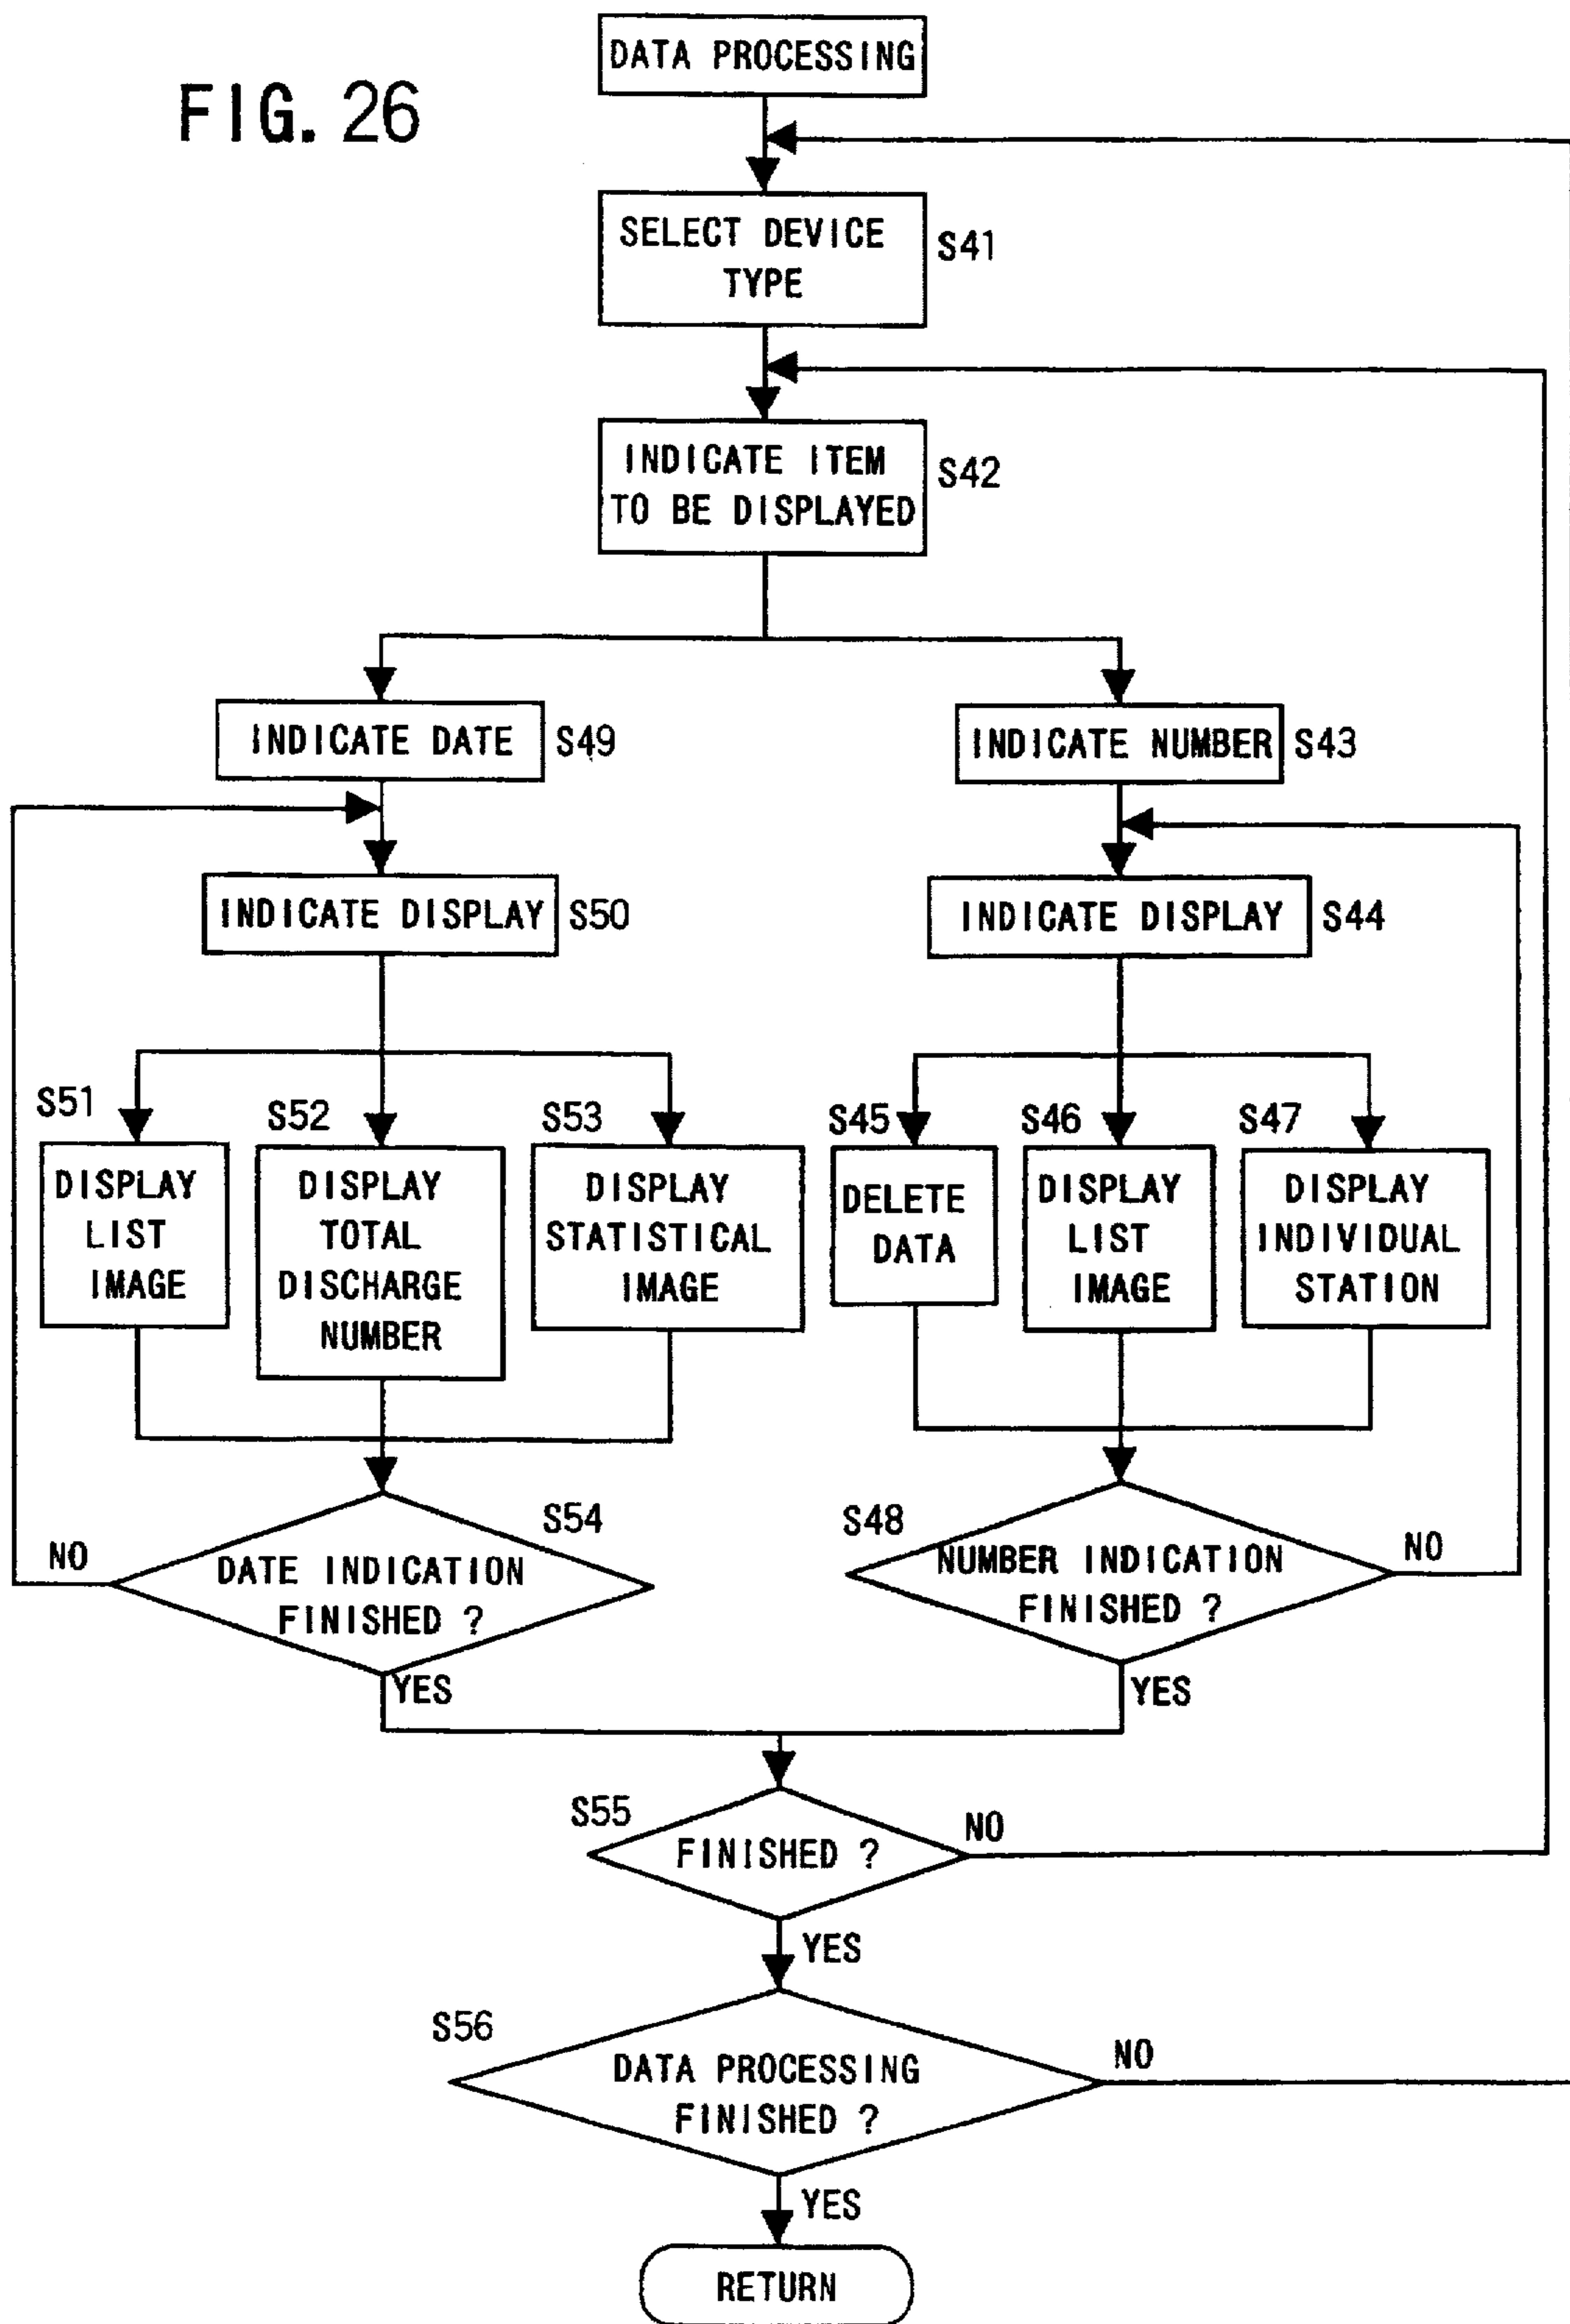 FIG. 26
DATA PROCESSING
SELECT DEVICE
TYPE
S41
INDICATE ITEM
TO BE DISPLAYED
S42
INDICATE DATE
S49
INDICATE NUMBER
S43
INDICATE DISPLAY
S50
INDICATE DISPLAY
S44
S51
DISPLAY
LIST
IMAGE
S52
DISPLAY
TOTAL
DISCHARGE
NUMBER
S53
DISPLAY
STATISTICAL
IMAGE
S45
DELETE
DATA
S46
DISPLAY
LIST
IMAGE
S47
DISPLAY
INDIVIDUAL
STATION
S54
NO
DATE INDICATION
FINISHED ?
YES
S48
NUMBER INDICATION
FINISHED ?
NO
YES
S55
FINISHED ?
NO
YES
S56
DATA PROCESSING
FINISHED ?
NO
YES
RETURN